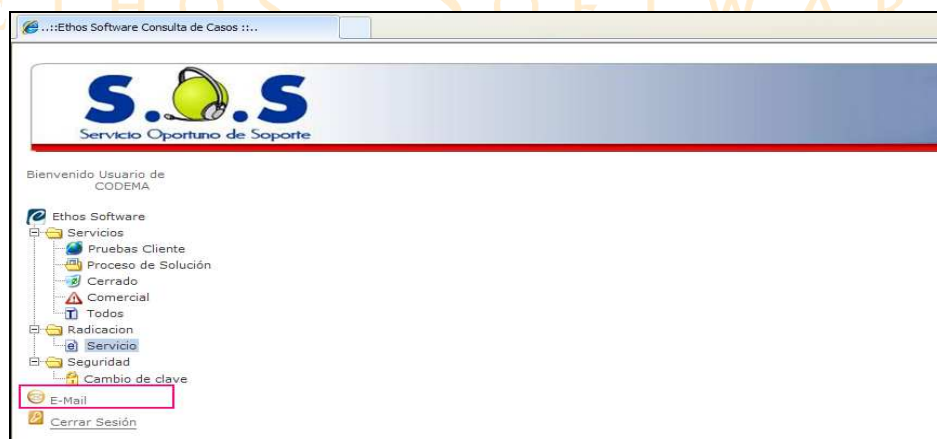 T H O S S O F T W A R
..::Ethos Software Consulta de Casos ::..
S.O.S
Servicio Oportuno de Soporte
Bienvenido Usuario de
CODEMA
Ethos Software
Servicios
Pruebas Cliente
Proceso de Solución
Cerrado
Comercial
Todos
Radicacion
Servicio
Seguridad
Cambio de clave
E-Mail
Cerrar Sesión